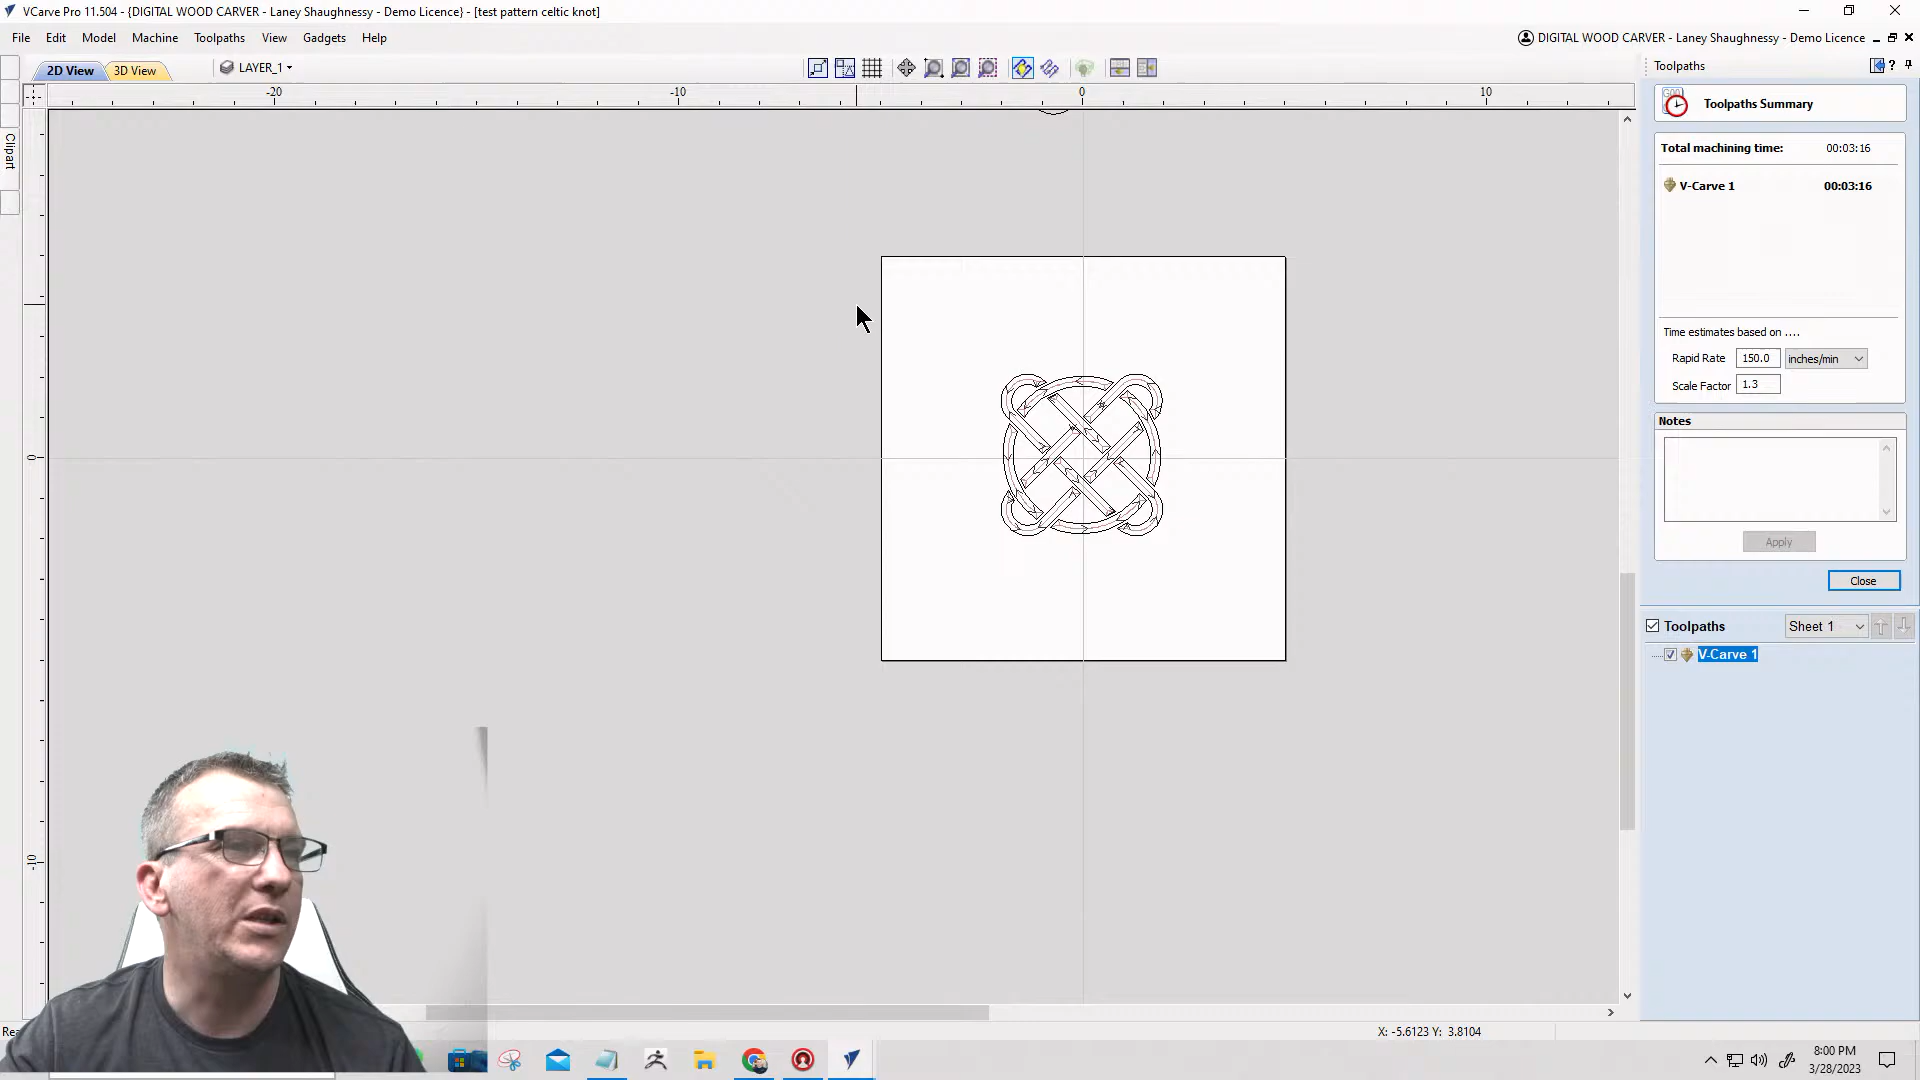 VCarve Pro 11.504 - {DIGITAL WOOD CARVER - Laney Shaughnessy - Demo Licence} - [test pattern celtic knot]
File Edit Model Machine Toolpaths View Gadgets Help
DIGITAL WOOD CARVER - Laney Shaughnessy - Demo Licence
2D View 3D View LAYER_1
Toolpaths
-20 -10 0 10
Clipart
0
-10
Toolpaths Summary
Total machining time: 00:03:16
V-Carve 1 00:03:16
Time estimates based on ....
Rapid Rate 150.0 inches/min
Scale Factor 1.3
Notes
Apply
Close
Toolpaths Sheet 1
V-Carve 1
X: -5.6123 Y: 3.8104
8:00 PM
3/28/2023